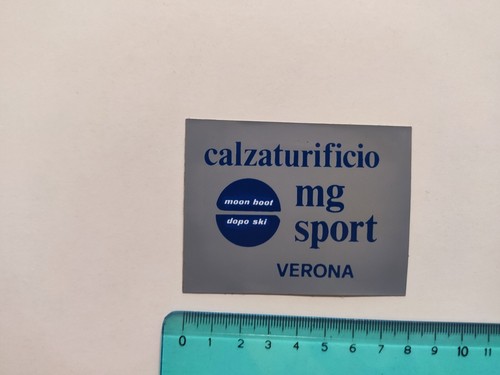 calzaturificio
mg
sport
moon boot
dopo ski
VERONA
0 1 2 3 4 5 6 7 8 9 10 11